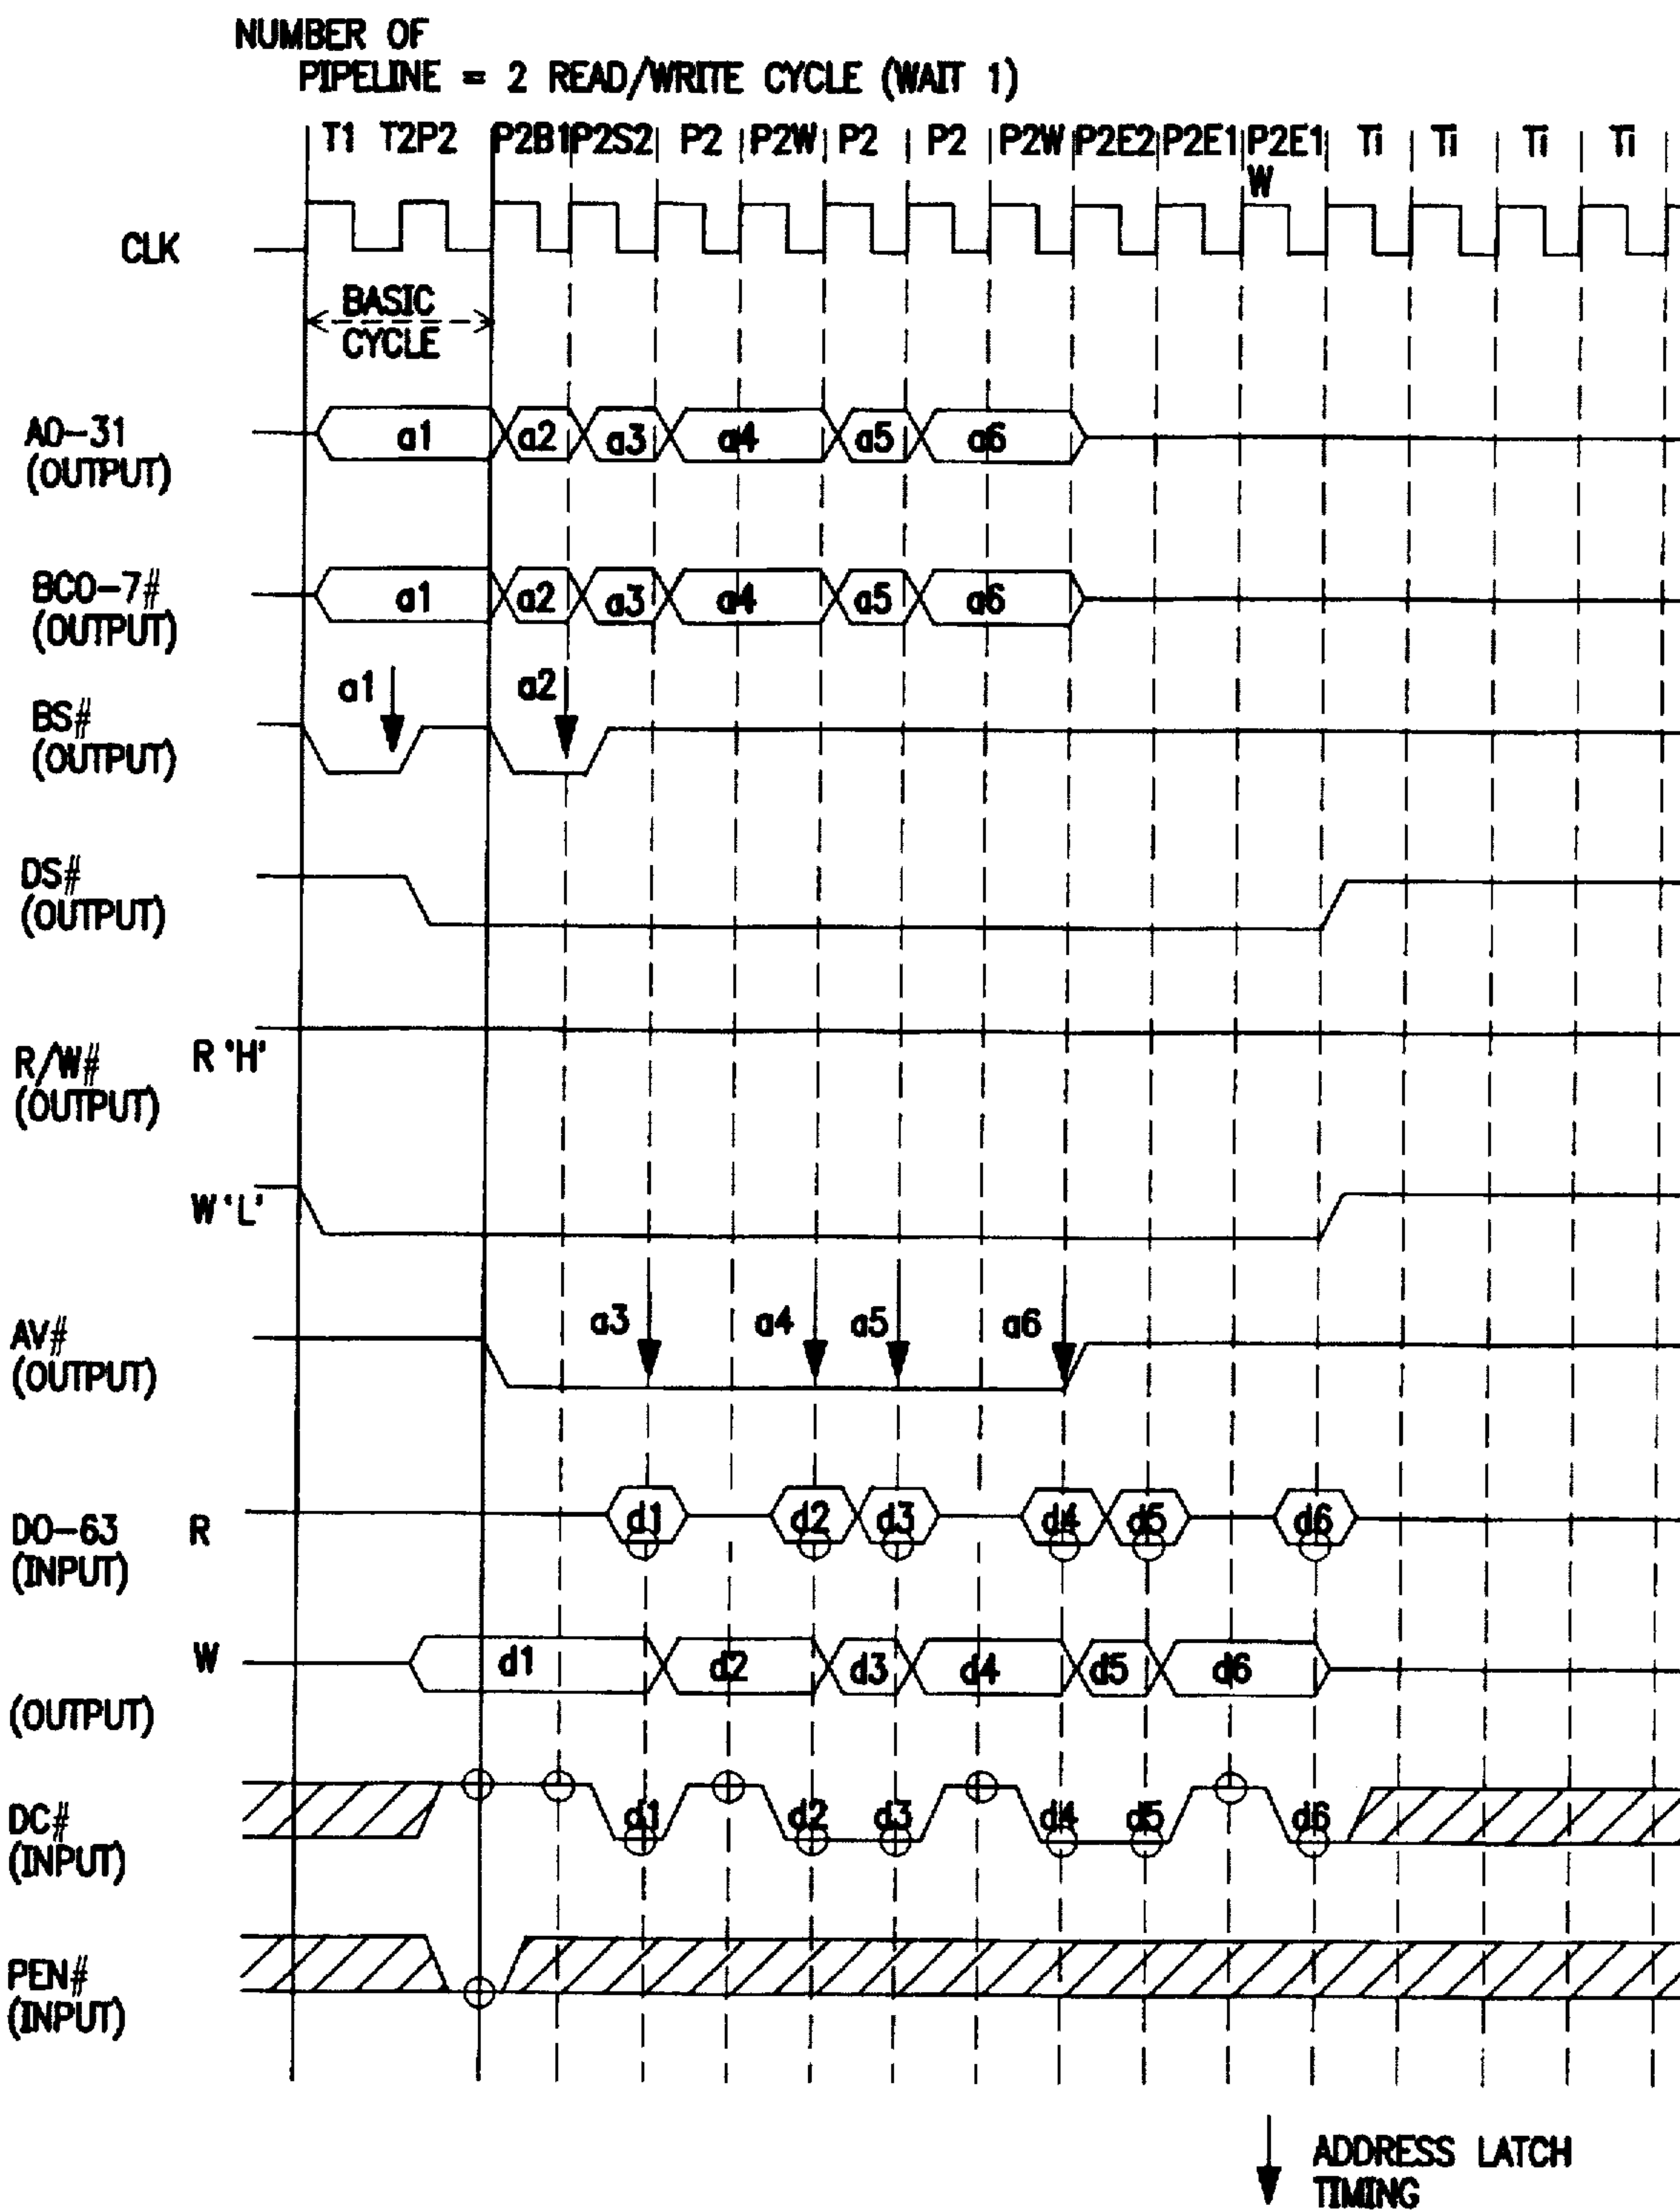 NUMBER OF
PIPELINE = 2 READ/WRITE CYCLE (WAIT 1)
T1 T2P2 P2B1 P2S2 P2 P2W P2 P2 P2W P2E2 P2E1 P2E1 Ti Ti Ti Ti
W
CLK
BASIC
CYCLE
A0-31
(OUTPUT)
a1 a2 a3 a4 a5 a6
BC0-7#
(OUTPUT)
a1 a2 a3 a4 a5 a6
BS#
(OUTPUT)
a1 a2
DS#
(OUTPUT)
R/W#
(OUTPUT)
R 'H'
W 'L'
AV#
(OUTPUT)
a3 a4 a5 a6
D0-63
(INPUT)
R
d1 d2 d3 d4 d5 d6
W
d1 d2 d3 d4 d5 d6
(OUTPUT)
DC#
(INPUT)
d1 d2 d3 d4 d5 d6
PEN#
(INPUT)
ADDRESS LATCH
TIMING